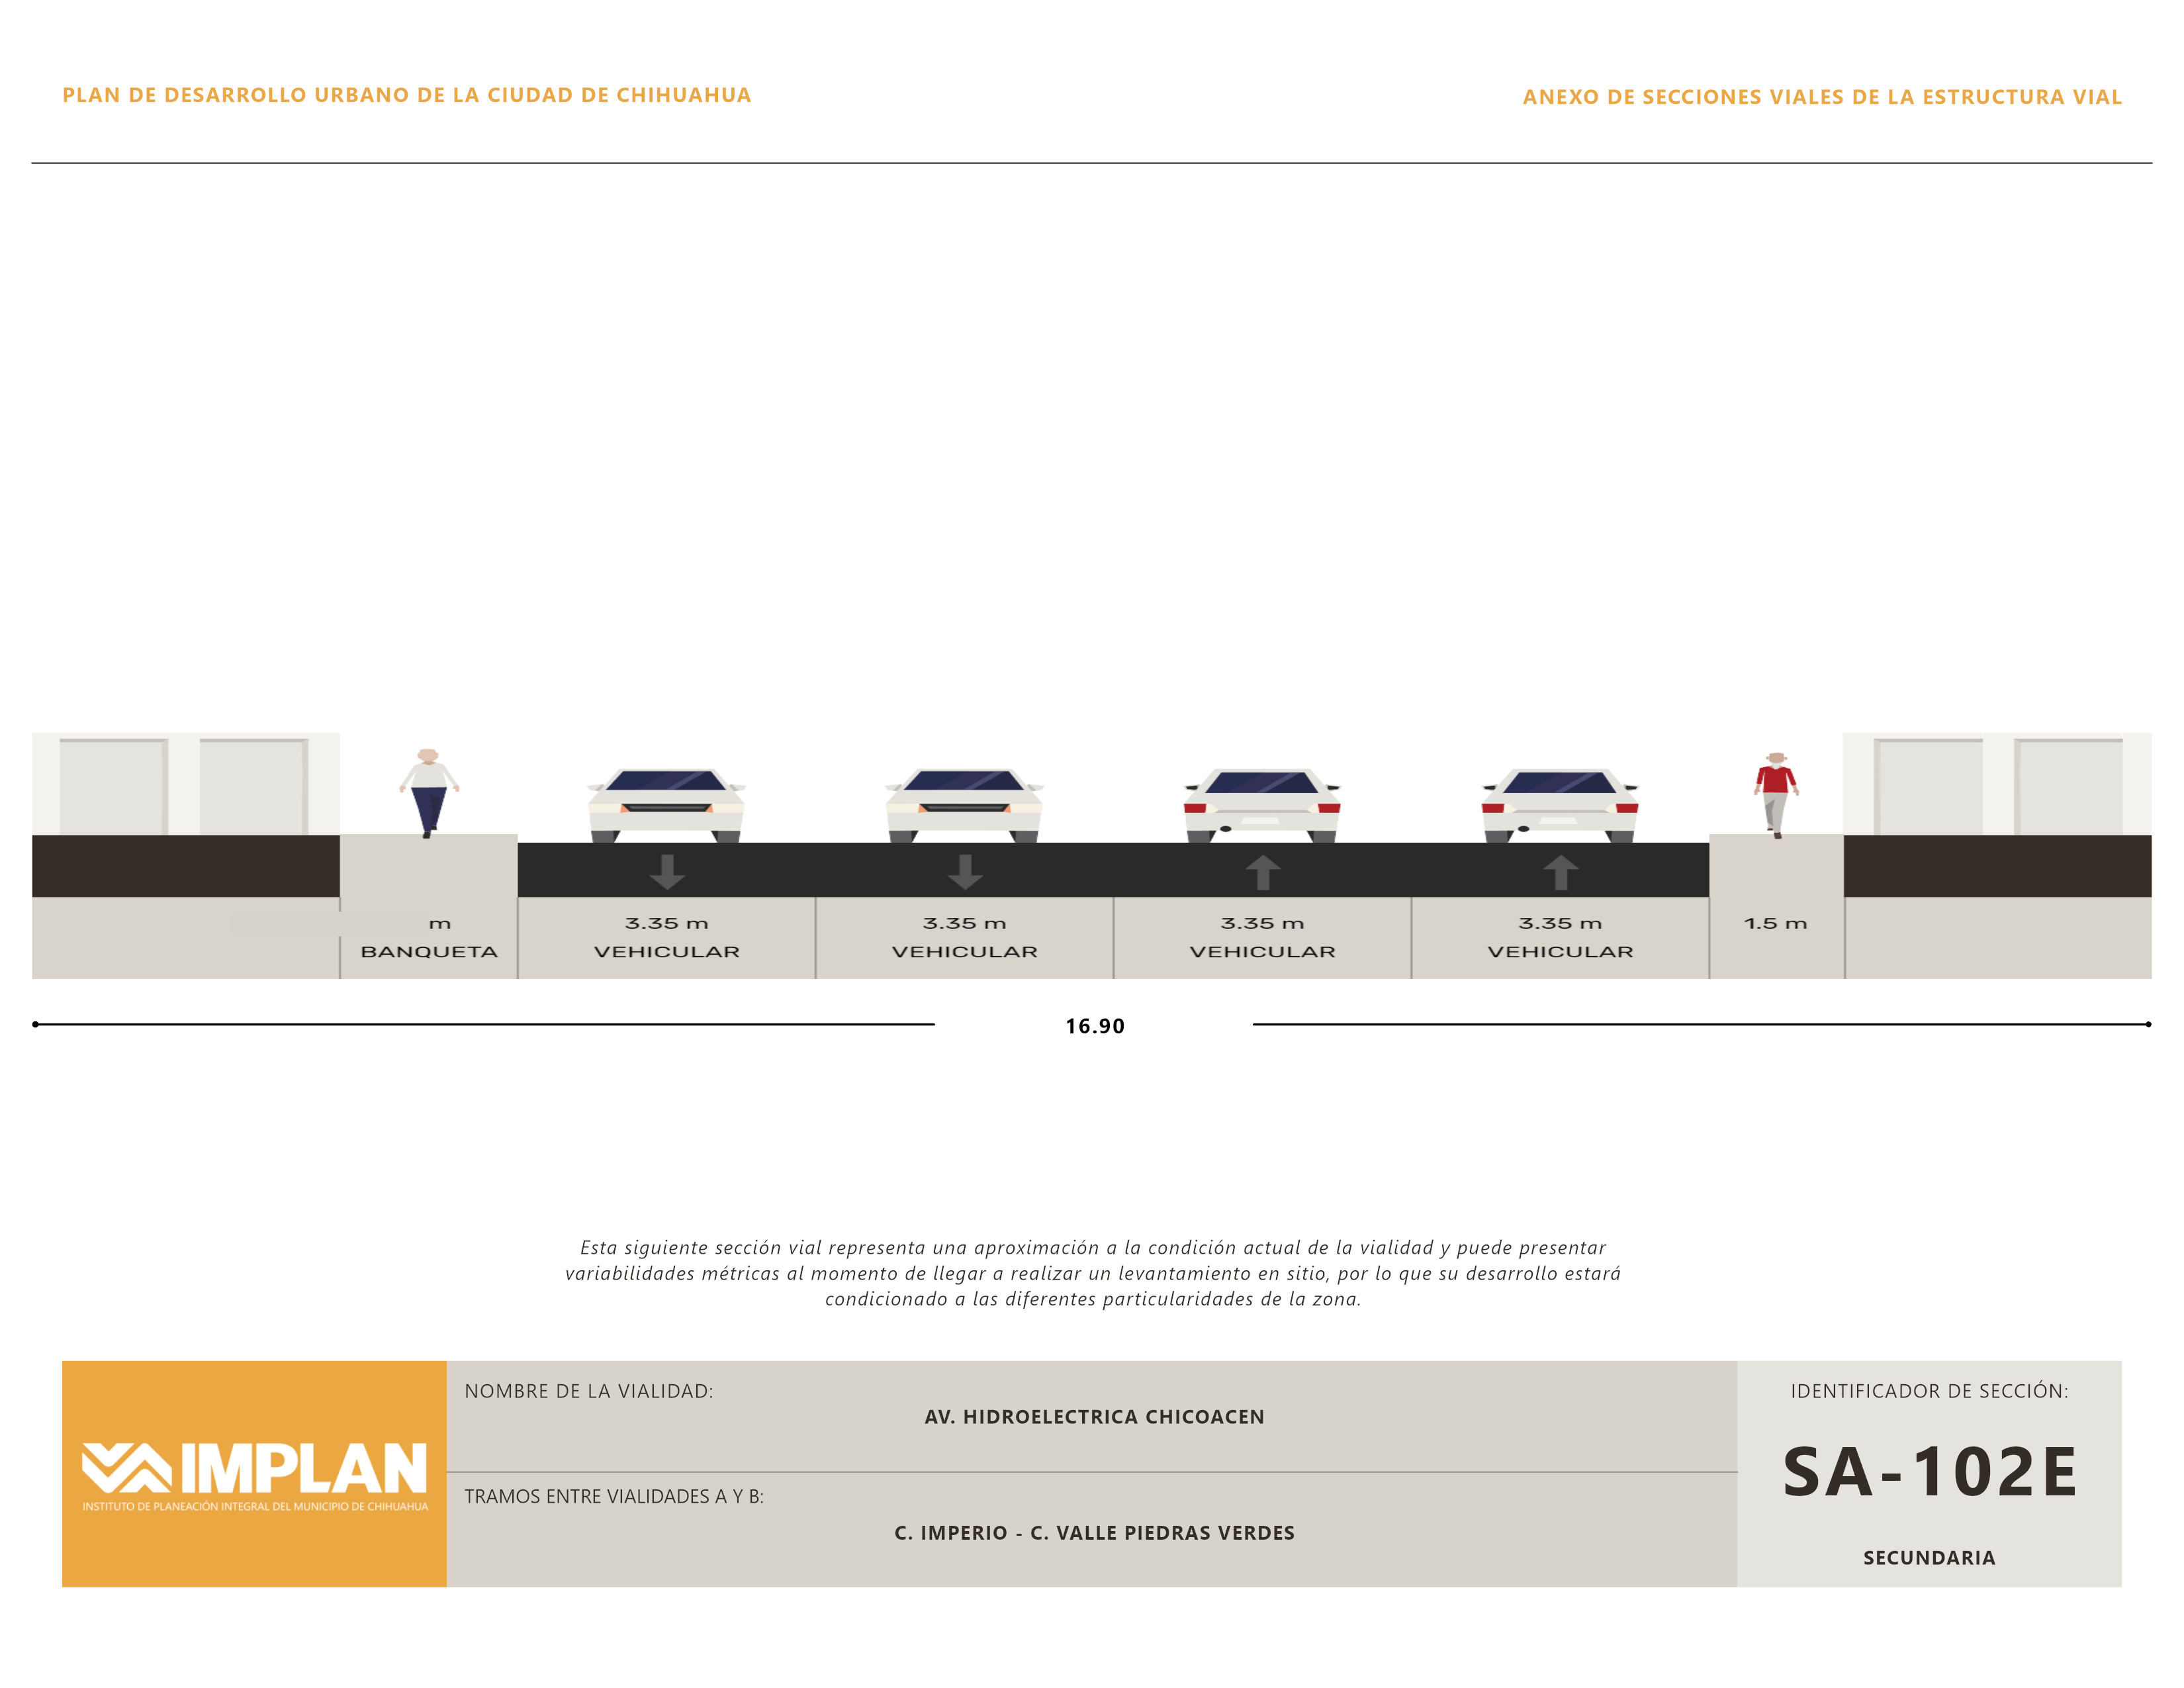 PLAN DE DESARROLLO URBANO DE LA CIUDAD DE CHIHUAHUA
ANEXO DE SECCIONES VIALES DE LA ESTRUCTURA VIAL
m
BANQUETA
3.35 m
VEHICULAR
3.35 m
VEHICULAR
3.35 m
VEHICULAR
3.35 m
VEHICULAR
1.5 m
16.90
Esta siguiente sección vial representa una aproximación a la condición actual de la vialidad y puede presentar
variabilidades métricas al momento de llegar a realizar un levantamiento en sitio, por lo que su desarrollo estará
condicionado a las diferentes particularidades de la zona.
IMPLAN
INSTITUTO DE PLANEACIÓN INTEGRAL DEL MUNICIPIO DE CHIHUAHUA
NOMBRE DE LA VIALIDAD:
AV. HIDROELECTRICA CHICOACEN
TRAMOS ENTRE VIALIDADES A Y B:
C. IMPERIO - C. VALLE PIEDRAS VERDES
IDENTIFICADOR DE SECCIÓN:
SA-102E
SECUNDARIA